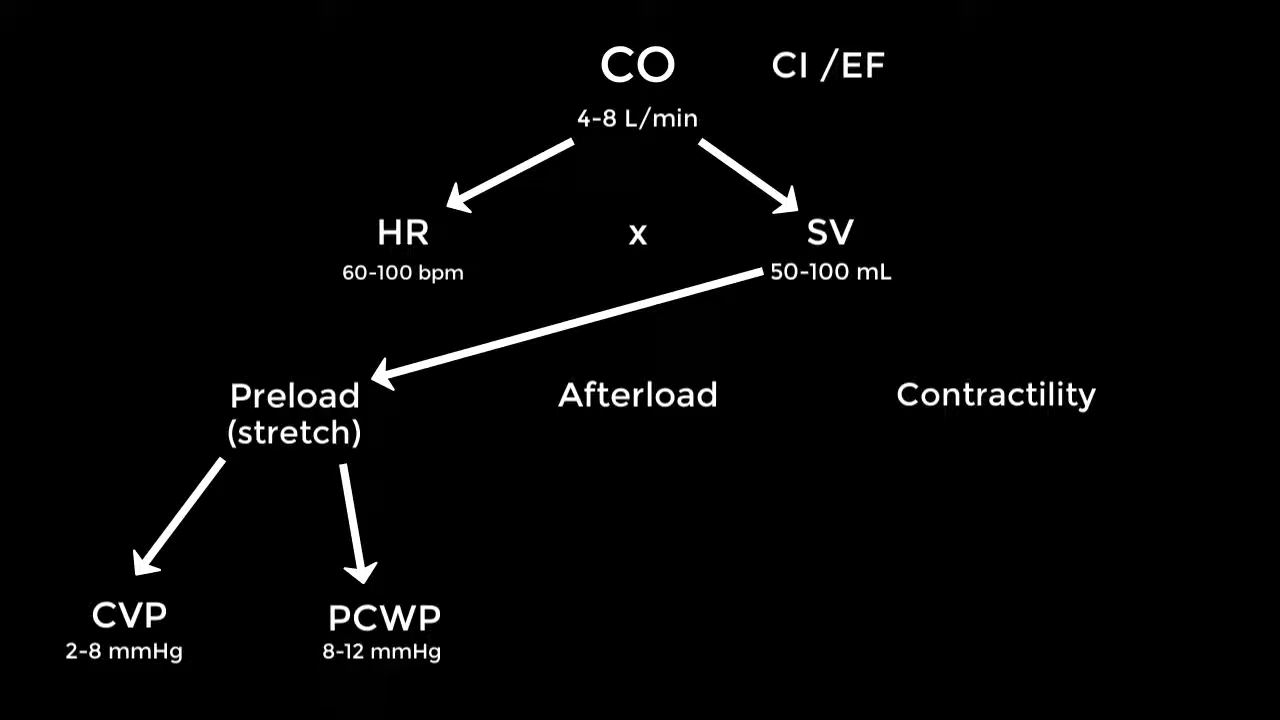 CO
CI /EF
4-8 L/min
HR
x
SV
60-100 bpm
50-100 mL
Preload
(stretch)
Afterload
Contractility
CVP
2-8 mmHg
PCWP
8-12 mmHg